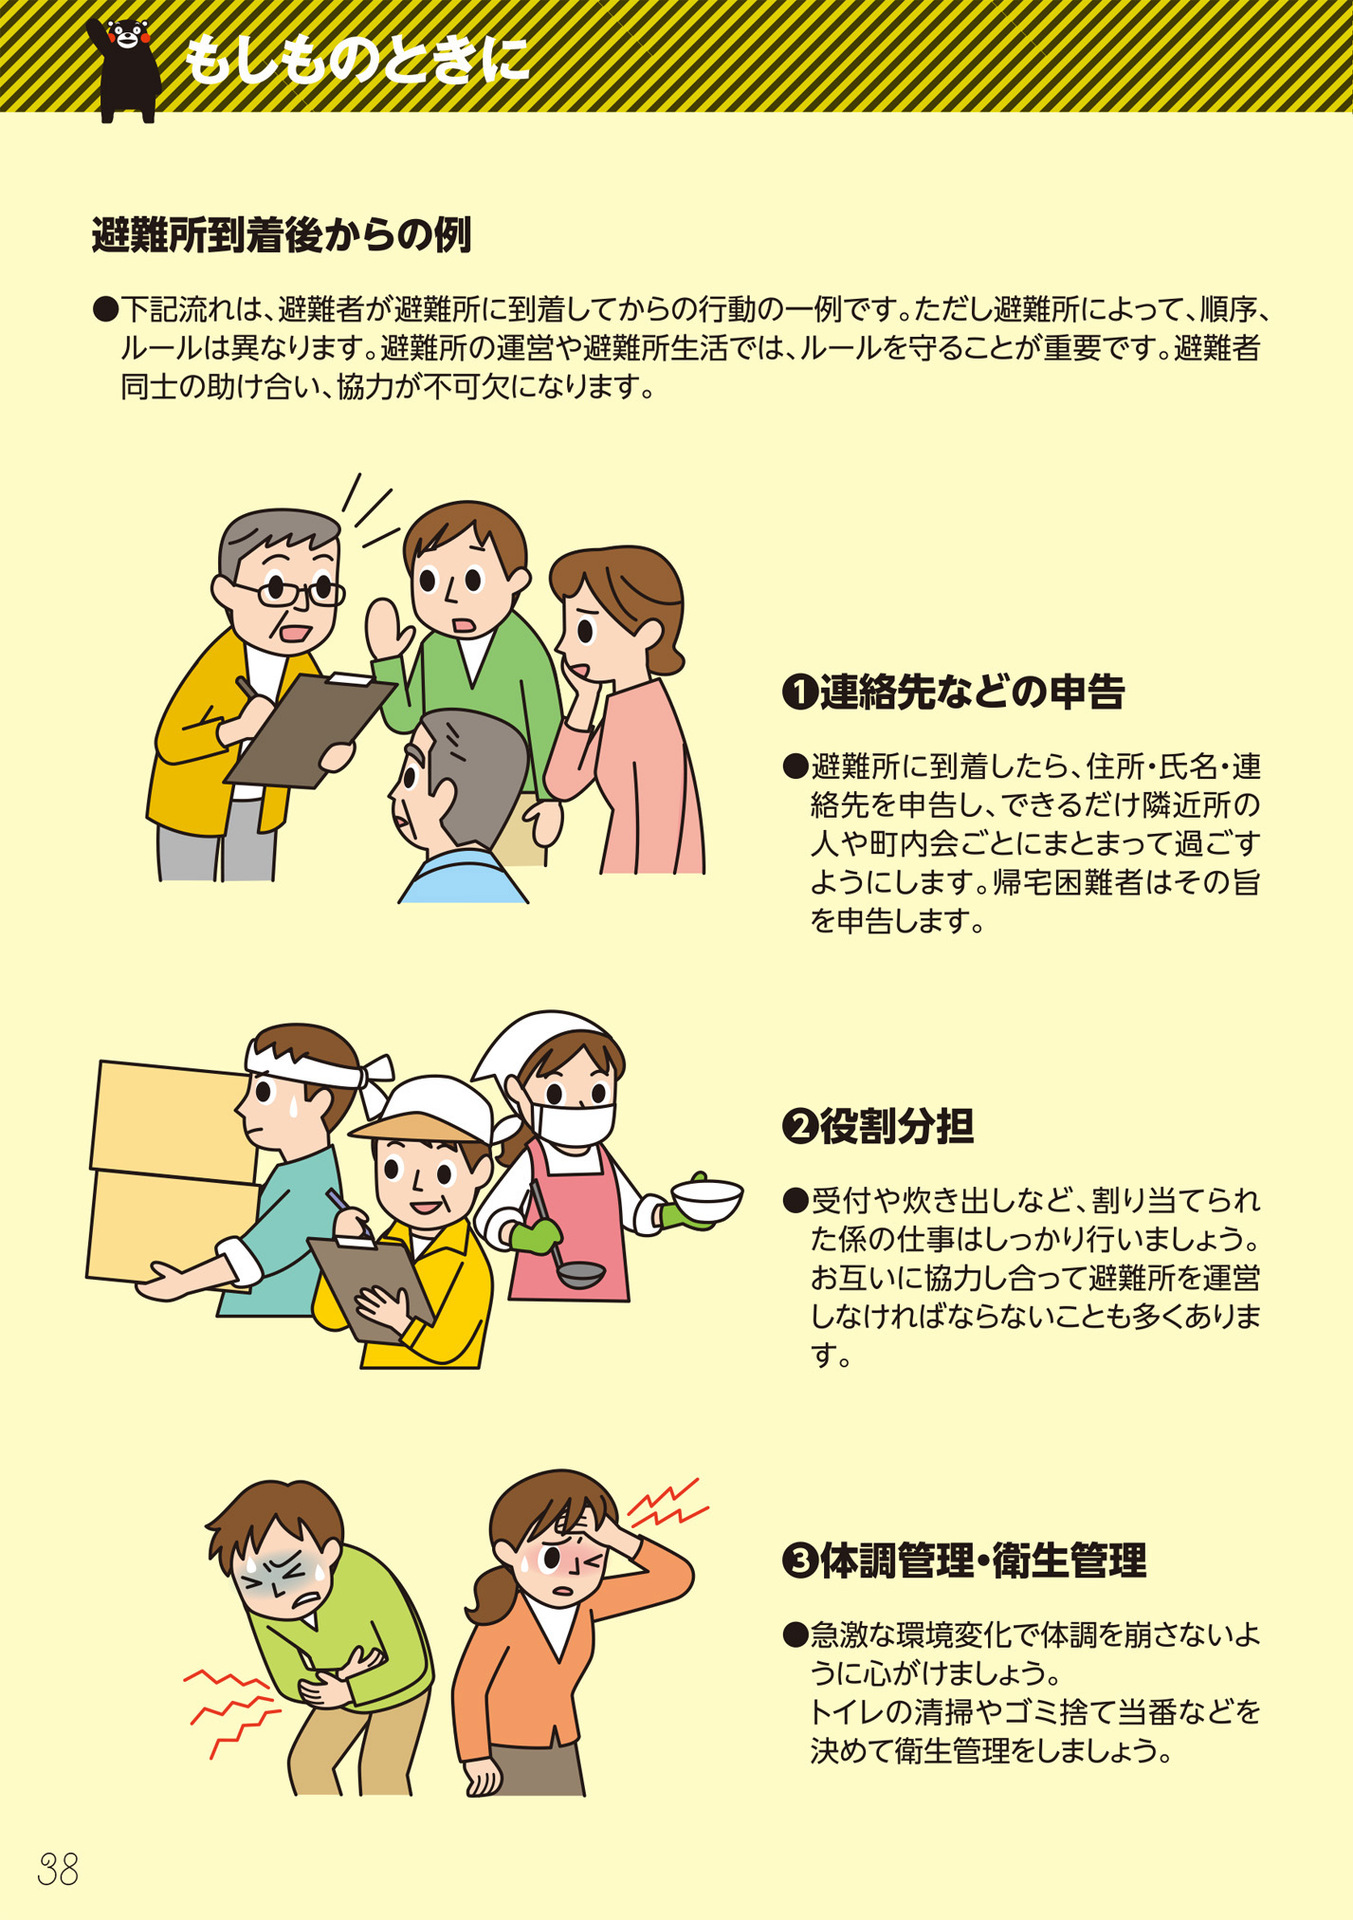 もしものときに
避難所到着後からの例
●下記流れは、避難者が避難所に到着してからの行動の一例です。ただし避難所によって、順序、
ルールは異なります。避難所の運営や避難所生活では、ルールを守ることが重要です。避難者
同士の助け合い、協力が不可欠になります。
❶連絡先などの申告
●避難所に到着したら、住所・氏名・連
絡先を申告し、できるだけ隣近所の
人や町内会ごとにまとまって過ごす
ようにします。帰宅困難者はその旨
を申告します。
❷役割分担
●受付や炊き出しなど、割り当てられ
た係の仕事はしっかり行いましょう。
お互いに協力し合って避難所を運営
しなければならないことも多くありま
す。
❸体調管理・衛生管理
●急激な環境変化で体調を崩さないよ
うに心がけましょう。
トイレの清掃やゴミ捨て当番などを
決めて衛生管理をしましょう。
38